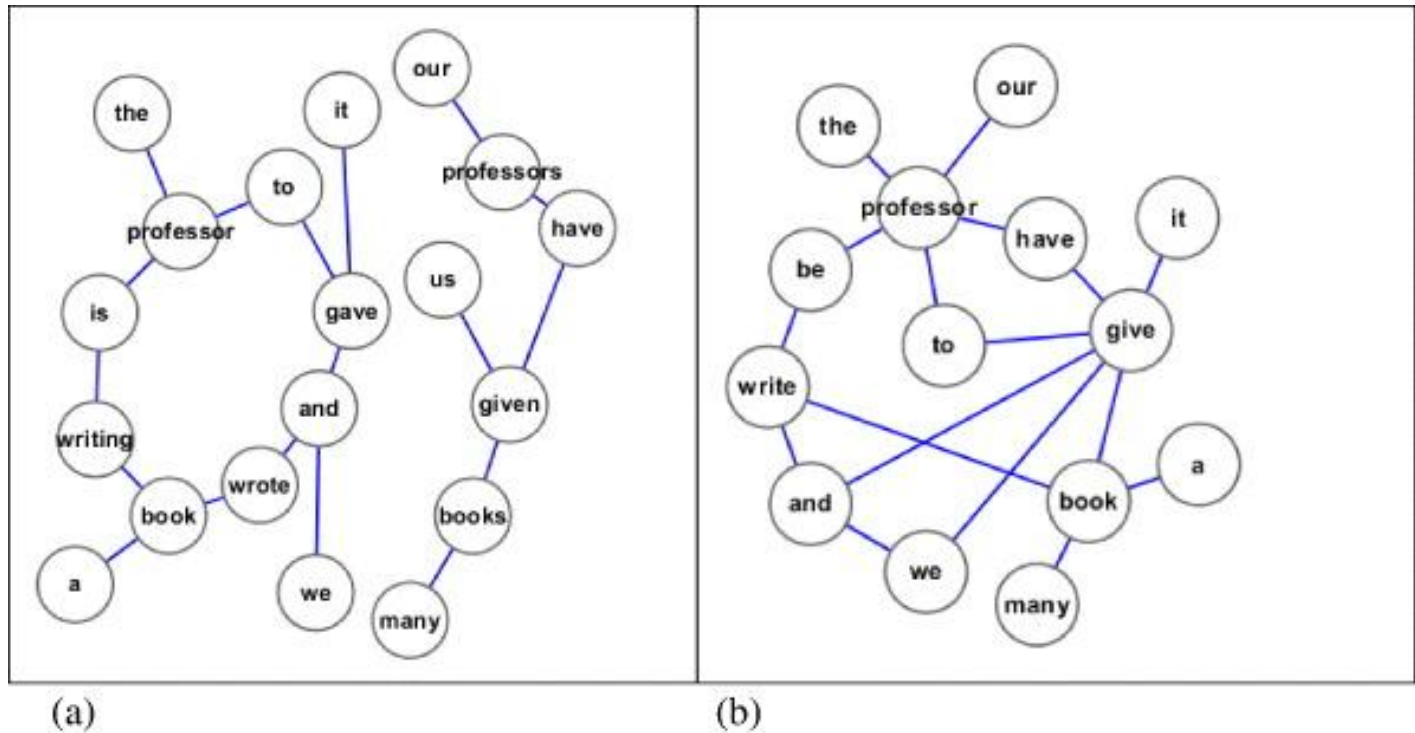 the
it
our
to
professors
professor
have
us
is
gave
and
given
writing
wrote
book
books
a
we
many
our
the
professor
it
have
be
give
to
write
a
book
and
we
many
(a)
(b)